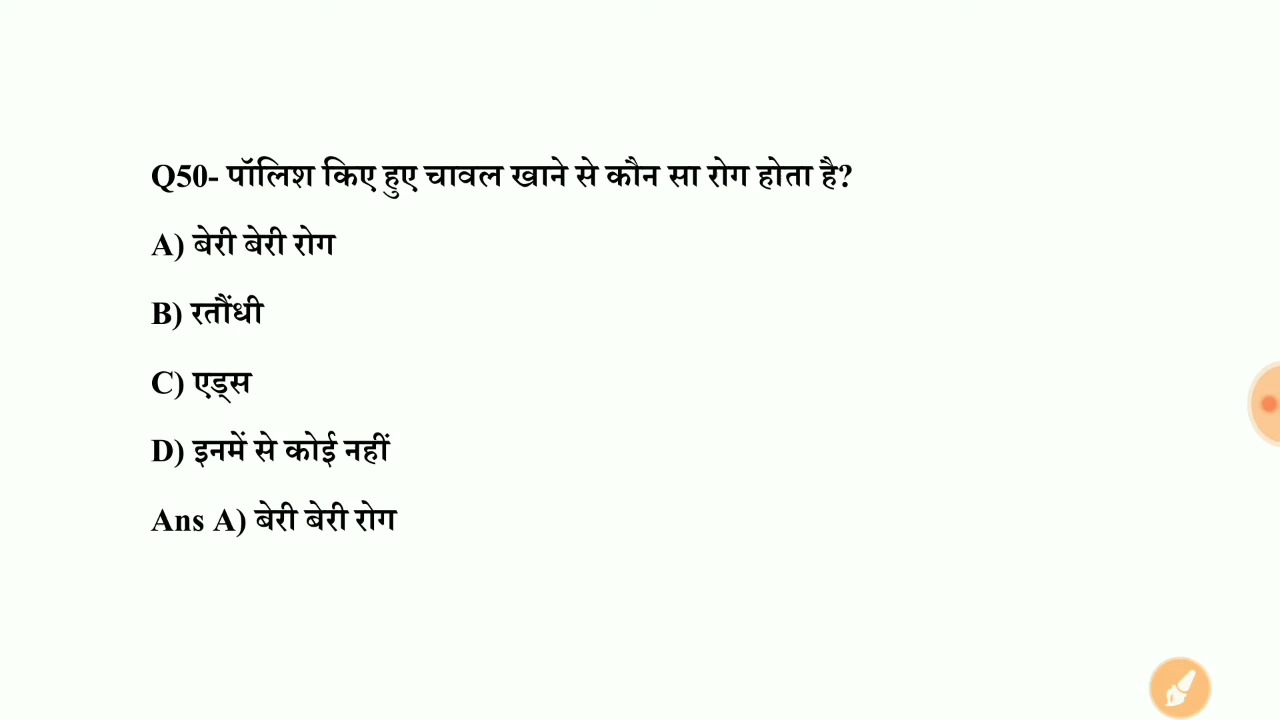 Q50- पॉलिश किए हुए चावल खाने से कौन सा रोग होता है?
A) बेरी बेरी रोग
B) रतौंधी
C) एड्स
D) इनमें से कोई नहीं
Ans A) बेरी बेरी रोग